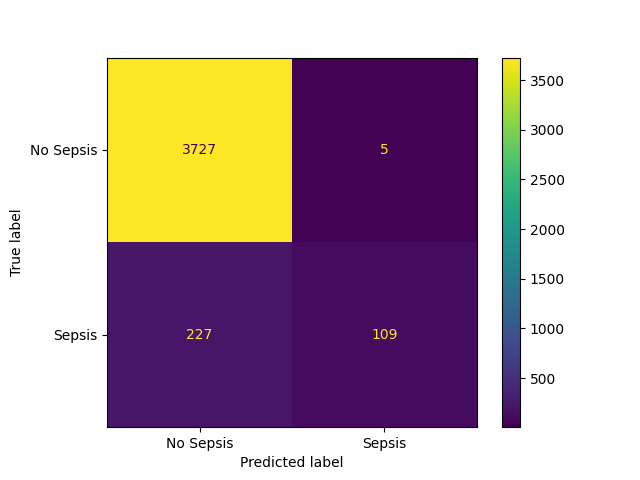 True label
No Sepsis
3727
5
Sepsis
227
109
No Sepsis
Sepsis
Predicted label
3500
3000
2500
2000
1500
1000
500